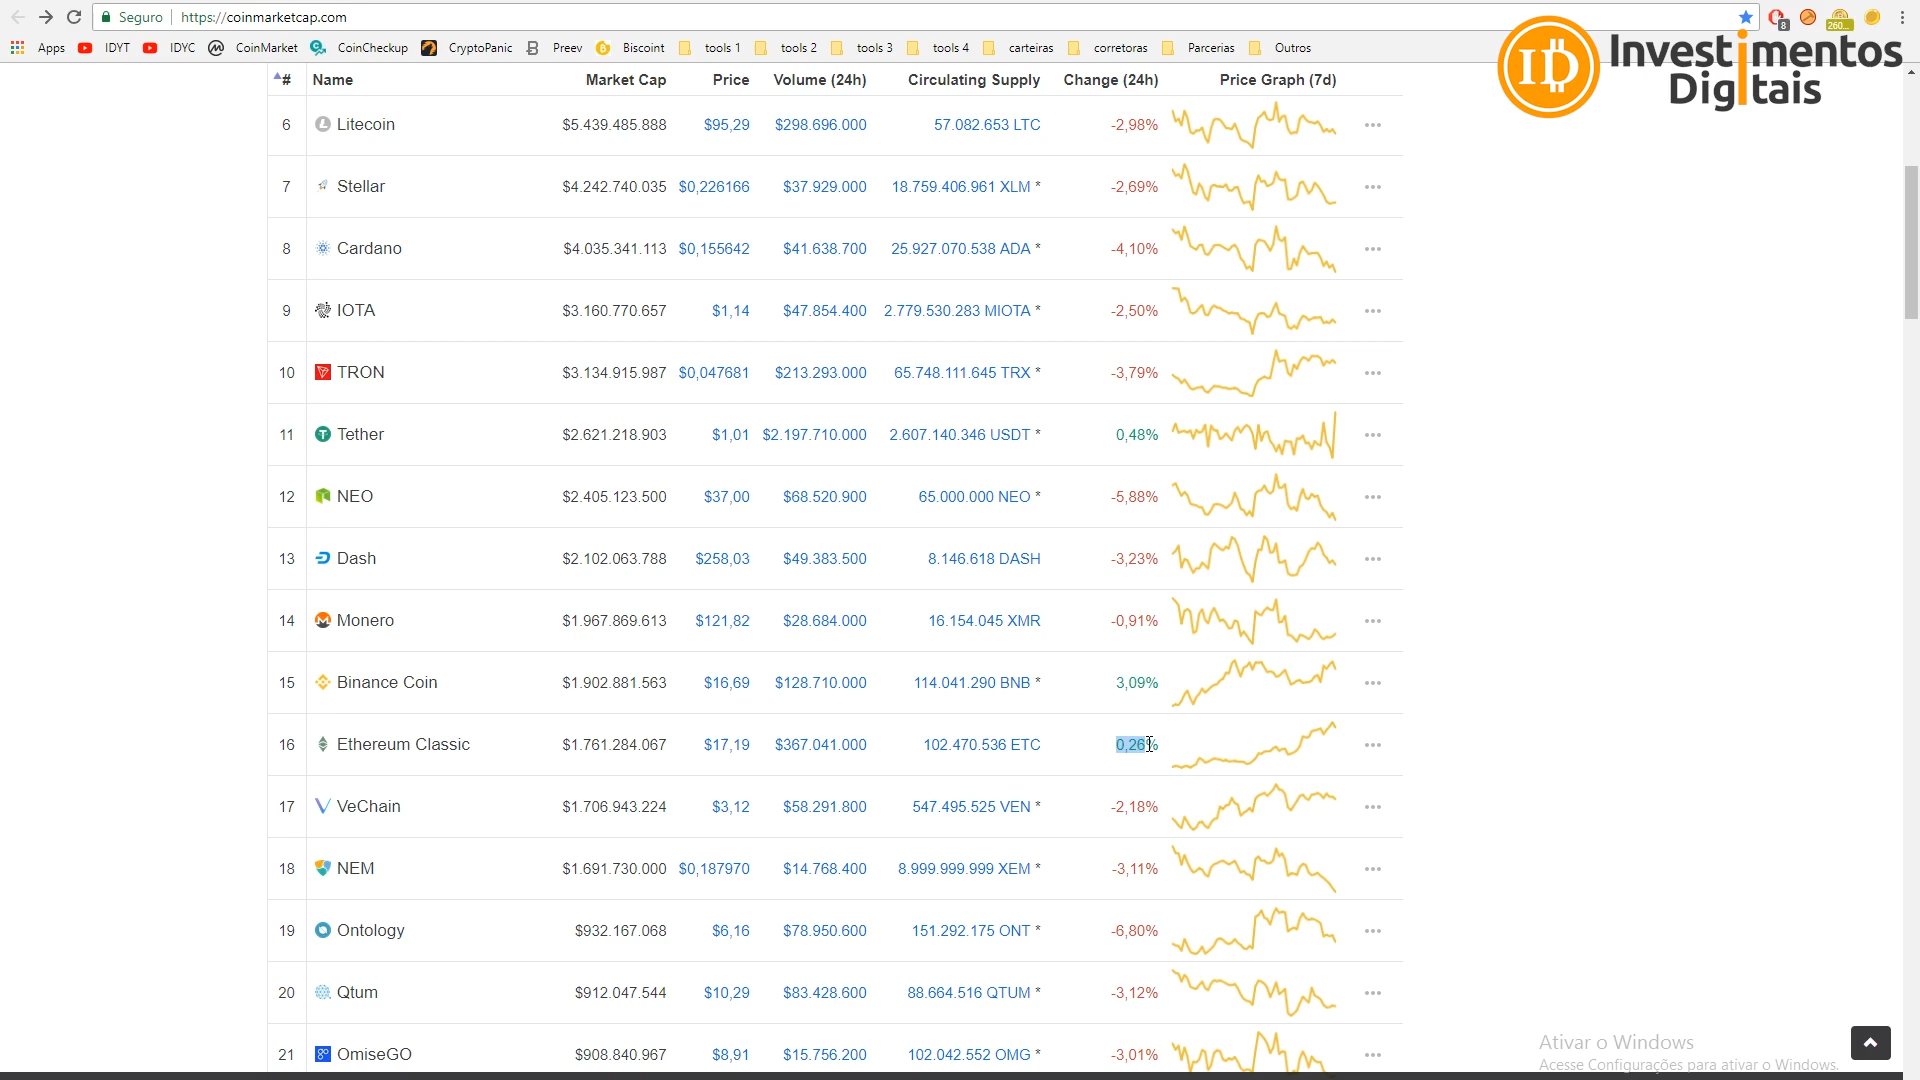 Seguro | https://coinmarketcap.com
8
260...
Apps IDYT IDYC CoinMarket CoinCheckup CryptoPanic Preev Biscoint tools 1 tools 2 tools 3 tools 4 carteiras corretoras Parcerias Outros
Investimentos
Digitais
# Name Market Cap Price Volume (24h) Circulating Supply Change (24h) Price Graph (7d)
6 Litecoin $5.439.485.888 $95,29 $298.696.000 57.082.653 LTC -2,98%
7 Stellar $4.242.740.035 $0,226166 $37.929.000 18.759.406.961 XLM * -2,69%
8 Cardano $4.035.341.113 $0,155642 $41.638.700 25.927.070.538 ADA * -4,10%
9 IOTA $3.160.770.657 $1,14 $47.854.400 2.779.530.283 MIOTA * -2,50%
10 TRON $3.134.915.987 $0,047681 $213.293.000 65.748.111.645 TRX * -3,79%
11 Tether $2.621.218.903 $1,01 $2.197.710.000 2.607.140.346 USDT * 0,48%
12 NEO $2.405.123.500 $37,00 $68.520.900 65.000.000 NEO * -5,88%
13 Dash $2.102.063.788 $258,03 $49.383.500 8.146.618 DASH -3,23%
14 Monero $1.967.869.613 $121,82 $28.684.000 16.154.045 XMR -0,91%
15 Binance Coin $1.902.881.563 $16,69 $128.710.000 114.041.290 BNB * 3,09%
16 Ethereum Classic $1.761.284.067 $17,19 $367.041.000 102.470.536 ETC 0,26%
17 VeChain $1.706.943.224 $3,12 $58.291.800 547.495.525 VEN * -2,18%
18 NEM $1.691.730.000 $0,187970 $14.768.400 8.999.999.999 XEM * -3,11%
19 Ontology $932.167.068 $6,16 $78.950.600 151.292.175 ONT * -6,80%
20 Qtum $912.047.544 $10,29 $83.428.600 88.664.516 QTUM * -3,12%
21 OmiseGO $908.840.967 $8,91 $15.756.200 102.042.552 OMG * -3,01%
Ativar o Windows
Acesse Configurações para ativar o Windows.